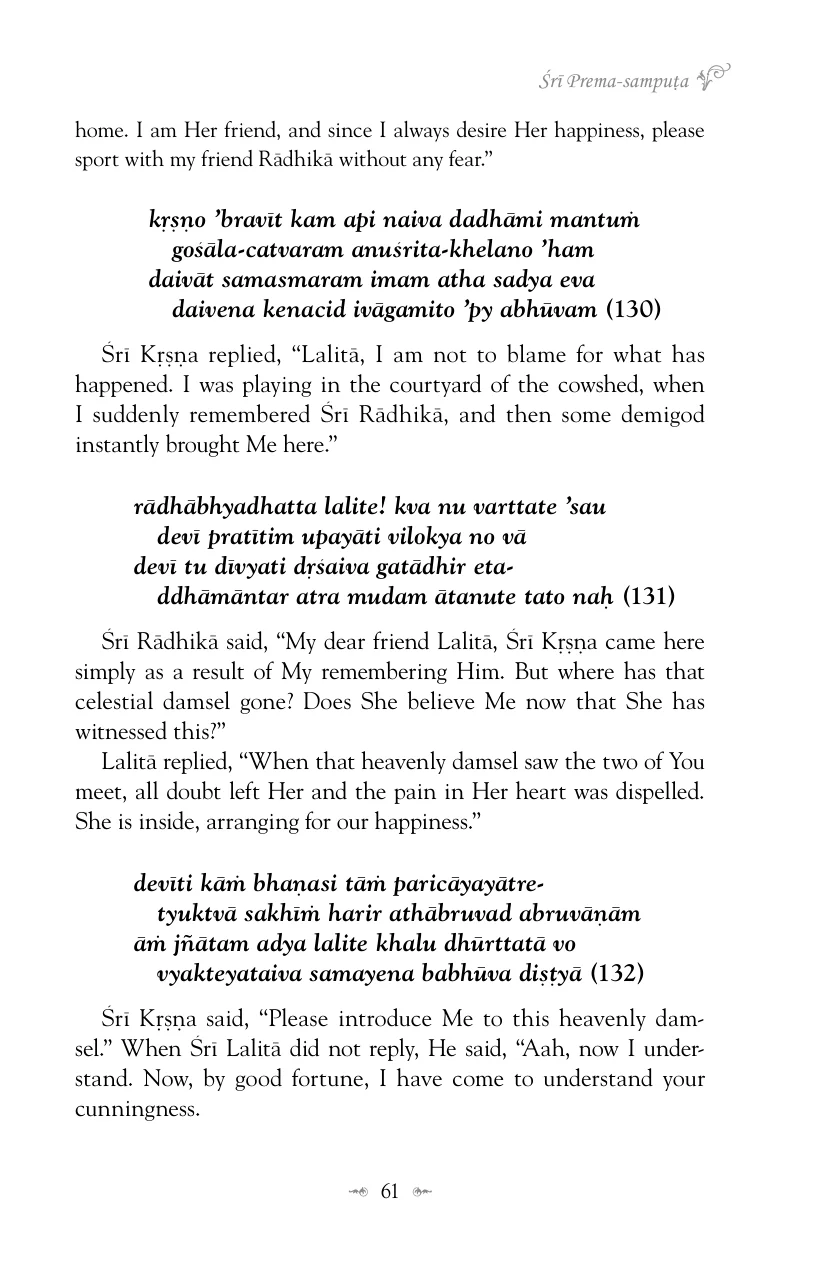 Śrī Prema-sampuṭa
home. I am Her friend, and since I always desire Her happiness, please
sport with my friend Rādhikā without any fear.”
kṛṣṇo ’bravīt kam api naiva dadhāmi mantuṁ
gośāla-catvaram anuśrita-khelano ’ham
daivāt samasmaram imam atha sadya eva
daivena kenacid ivāgamito ’py abhūvam (130)
Śrī Kṛṣṇa replied, “Lalitā, I am not to blame for what has
happened. I was playing in the courtyard of the cowshed, when
I suddenly remembered Śrī Rādhikā, and then some demigod
instantly brought Me here.”
rādhābhyadhatta lalite! kva nu varttate ’sau
devī pratītim upayāti vilokya no vā
devī tu dīvyati dṛśaiva gatādhir eta-
ddhāmāntar atra mudam ātanute tato naḥ (131)
Śrī Rādhikā said, “My dear friend Lalitā, Śrī Kṛṣṇa came here
simply as a result of My remembering Him. But where has that
celestial damsel gone? Does She believe Me now that She has
witnessed this?”
Lalitā replied, “When that heavenly damsel saw the two of You
meet, all doubt left Her and the pain in Her heart was dispelled.
She is inside, arranging for our happiness.”
devīti kāṁ bhaṇasi tāṁ paricāyayātre-
tyuktvā sakhīṁ harir athābruvad abruvāṇām
āṁ jñātam adya lalite khalu dhūrttatā vo
vyakteyataiva samayena babhūva diṣṭyā (132)
Śrī Kṛṣṇa said, “Please introduce Me to this heavenly dam-
sel.” When Śrī Lalitā did not reply, He said, “Aah, now I under-
stand. Now, by good fortune, I have come to understand your
cunningness.
61